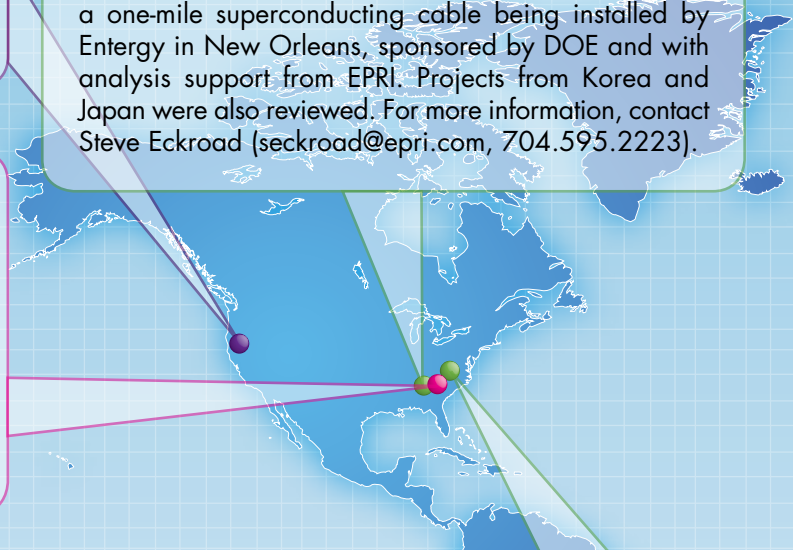 a one-mile superconducting cable being installed by
Entergy in New Orleans, sponsored by DOE and with
analysis support from EPRI. Projects from Korea and
Japan were also reviewed. For more information, contact
Steve Eckroad (seckroad@epri.com, 704.595.2223).